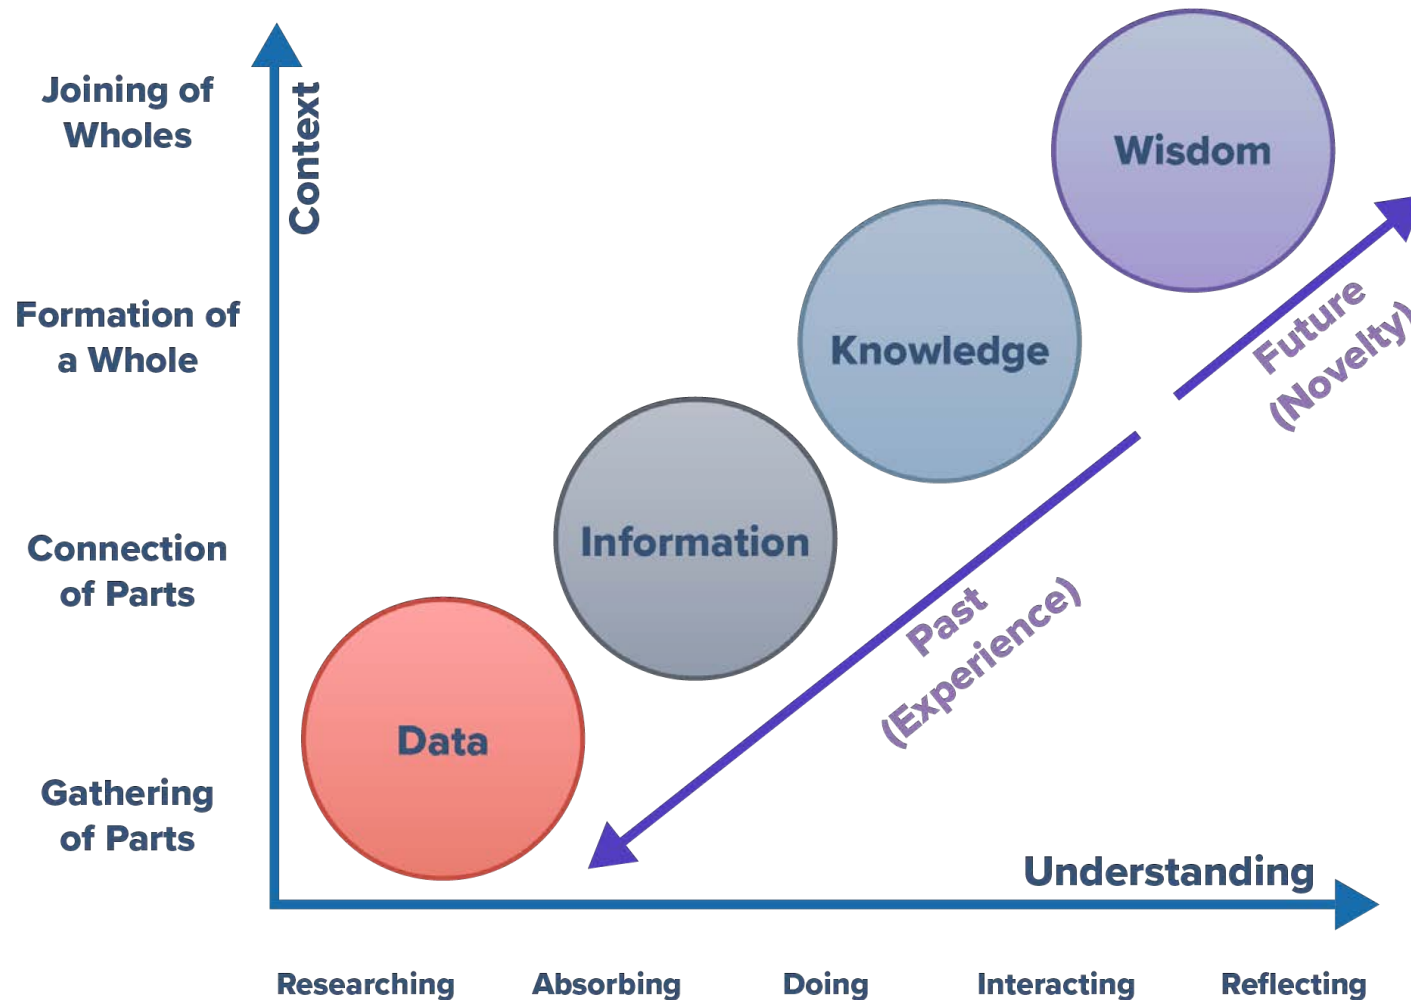 Joining of
Wholes
Context
Wisdom
Formation of
a Whole
Knowledge
Future
(Novelty)
Connection
of Parts
Information
Past
(Experience)
Data
Gathering
of Parts
Understanding
Researching
Absorbing
Doing
Interacting
Reflecting